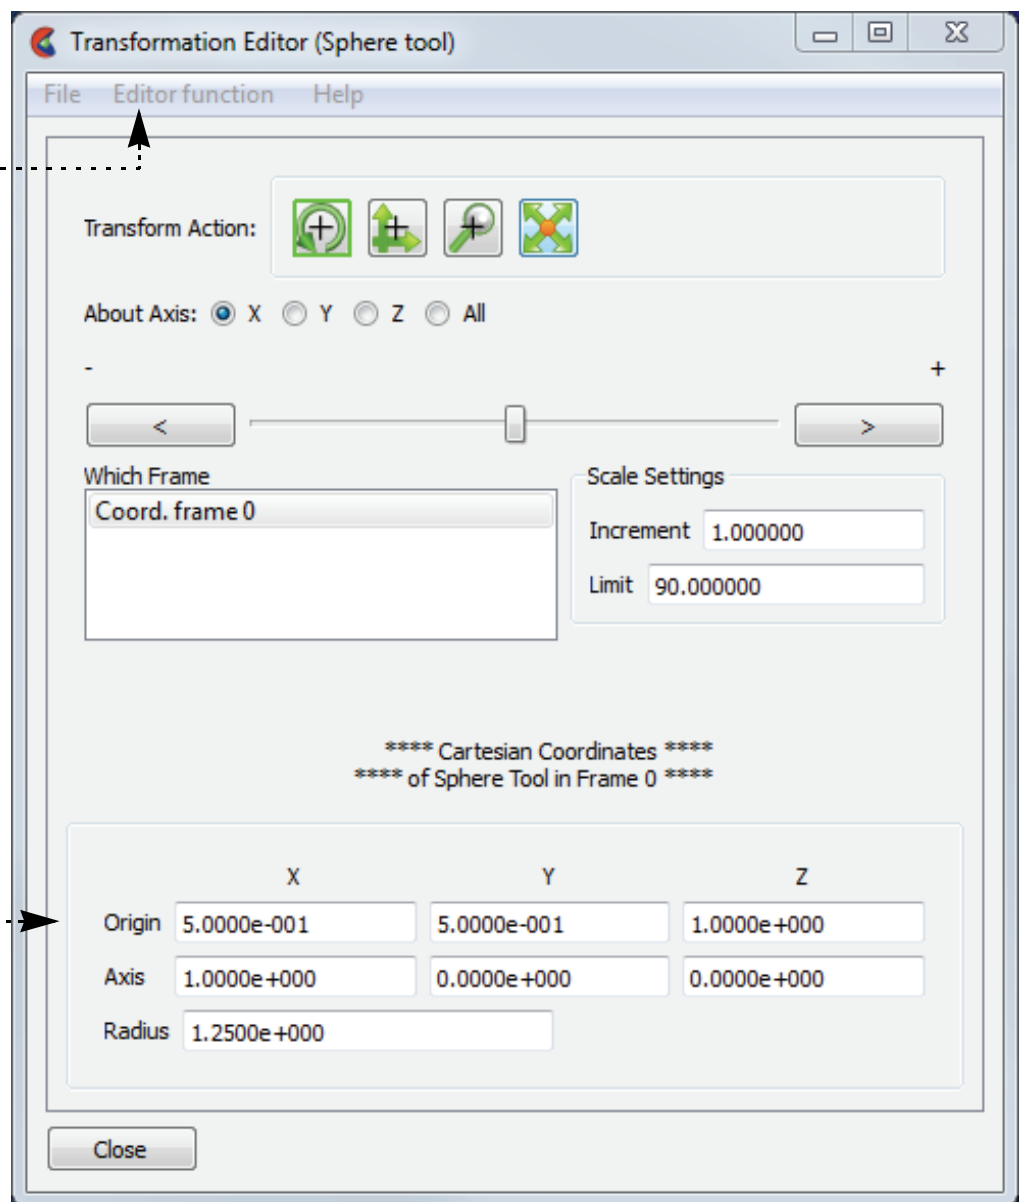 Transformation Editor (Sphere tool)
File Editor function Help
Transform Action:
About Axis: X Y Z All
- +
< >
Which Frame Scale Settings
Coord. frame 0
Increment 1.000000
Limit 90.000000
**** Cartesian Coordinates ****
**** of Sphere Tool in Frame 0 ****
X Y Z
Origin 5.0000e-001 5.0000e-001 1.0000e+000
Axis 1.0000e+000 0.0000e+000 0.0000e+000
Radius 1.2500e+000
Close